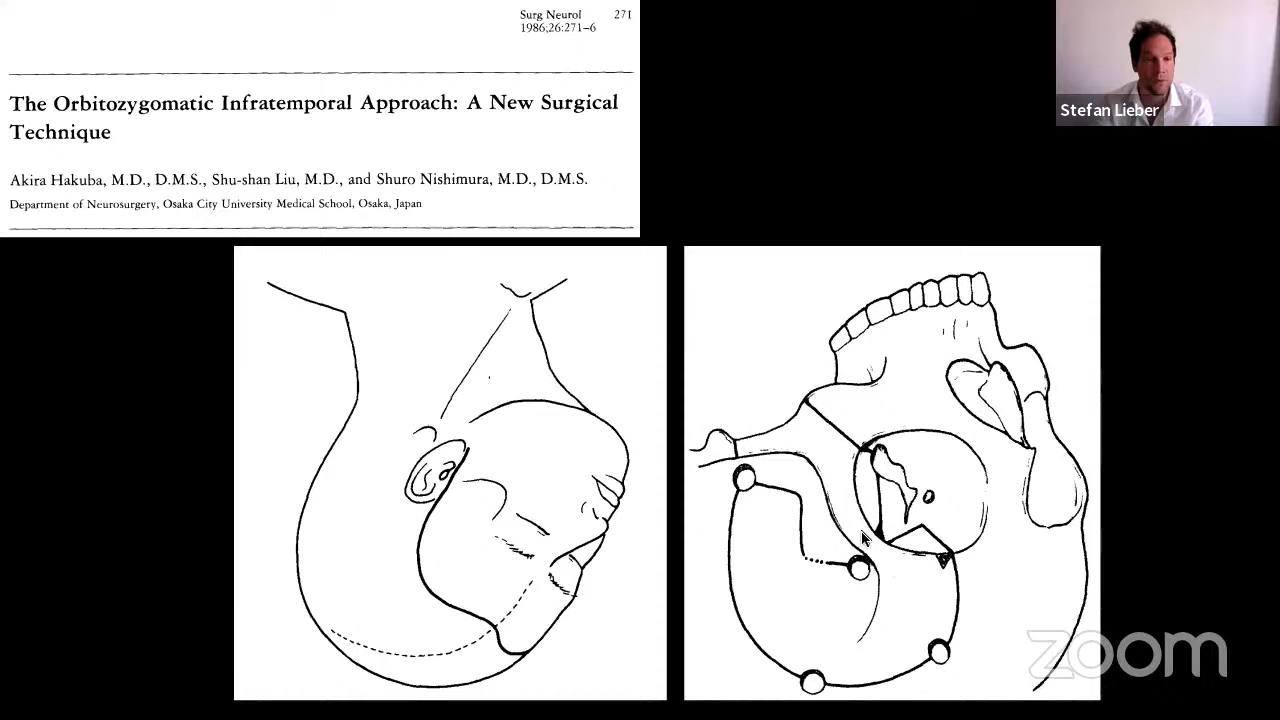 Surg Neurol 271
1986;26:271–6
The Orbitozygomatic Infratemporal Approach: A New Surgical
Technique
Akira Hakuba, M.D., D.M.S., Shu-shan Liu, M.D., and Shuro Nishimura, M.D., D.M.S.
Department of Neurosurgery, Osaka City University Medical School, Osaka, Japan
Stefan Lieber
zoom